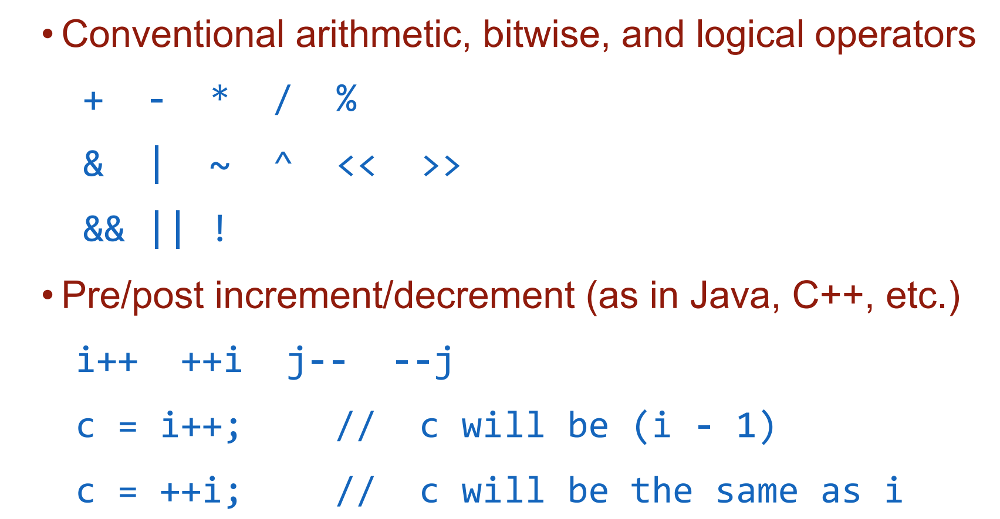 • Conventional arithmetic, bitwise, and logical operators
+ - * / %
& | ~ ^ << >>
&& || !
• Pre/post increment/decrement (as in Java, C++, etc.)
i++ ++i j-- --j
c = i++; // c will be (i - 1)
c = ++i; // c will be the same as i